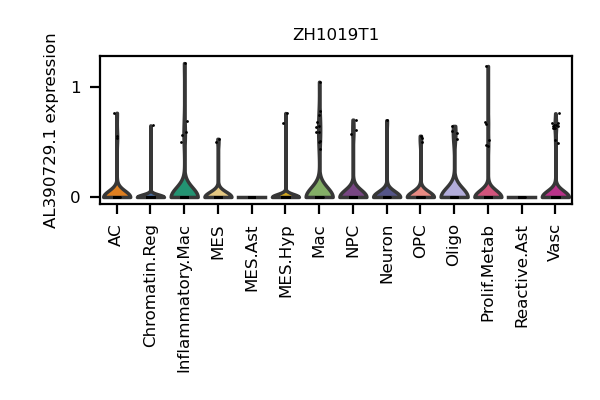 ZH1019T1
AL390729.1 expression
1
0
AC
Chromatin.Reg
Inflammatory.Mac
MES
MES.Ast
MES.Hyp
Mac
NPC
Neuron
OPC
Oligo
Prolif.Metab
Reactive.Ast
Vasc